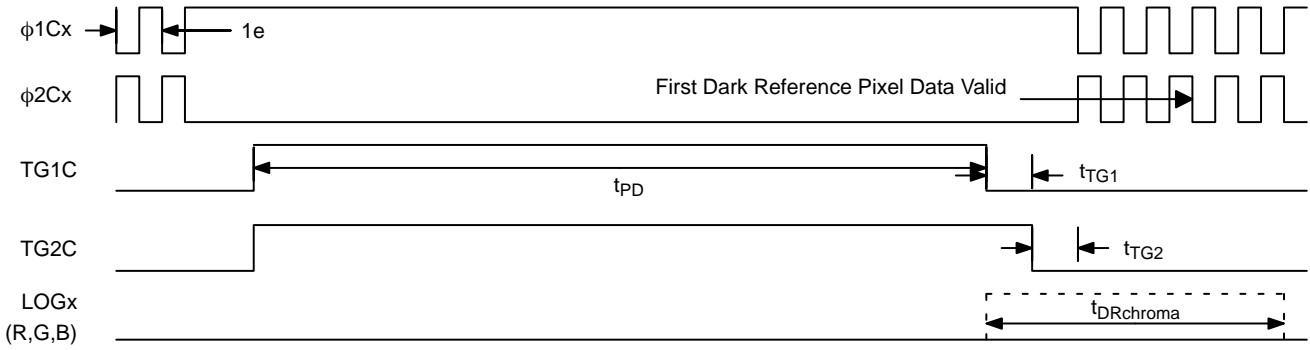 ϕ1Cx
1e
ϕ2Cx
First Dark Reference Pixel Data Valid
TG1C
tPD
tTG1
TG2C
tTG2
LOGx
(R,G,B)
tDRchroma